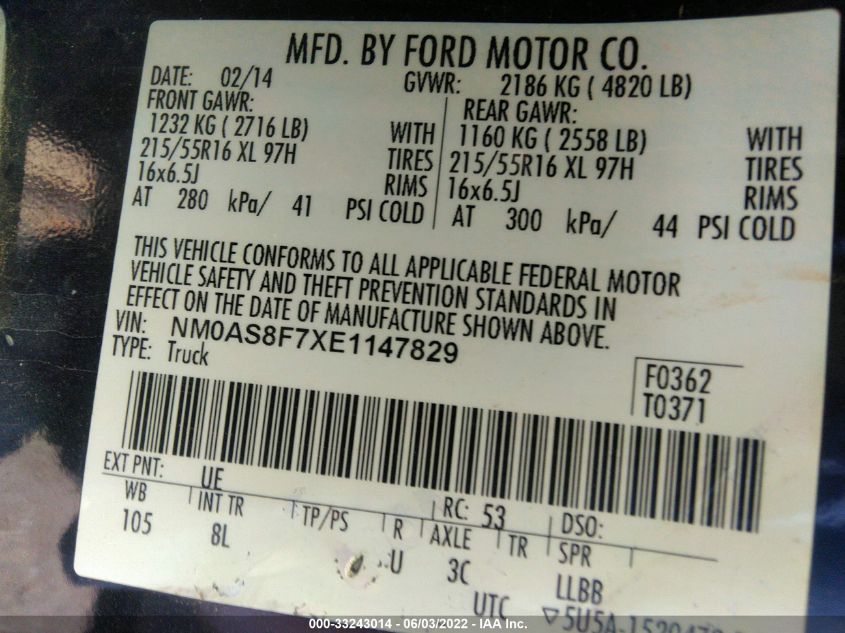 MFD. BY FORD MOTOR CO.
DATE: 02/14 GVWR: 2186 KG ( 4820 LB)
FRONT GAWR: REAR GAWR:
1232 KG ( 2716 LB) WITH 1160 KG ( 2558 LB) WITH
215/55R16 XL 97H TIRES 215/55R16 XL 97H TIRES
16x6.5J RIMS 16x6.5J RIMS
AT 280 kPa/ 41 PSI COLD AT 300 kPa/ 44 PSI COLD
THIS VEHICLE CONFORMS TO ALL APPLICABLE FEDERAL MOTOR
VEHICLE SAFETY AND THEFT PREVENTION STANDARDS IN
EFFECT ON THE DATE OF MANUFACTURE SHOWN ABOVE.
VIN: NM0AS8F7XE1147829
TYPE: Truck
F0362
T0371
EXT PNT: UE RC: 53 DSO:
WB INT TR TP/PS R AXLE TR SPR
105 8L U 3C LLBB
UTC
000-33243014 - 06/03/2022 - IAA Inc.